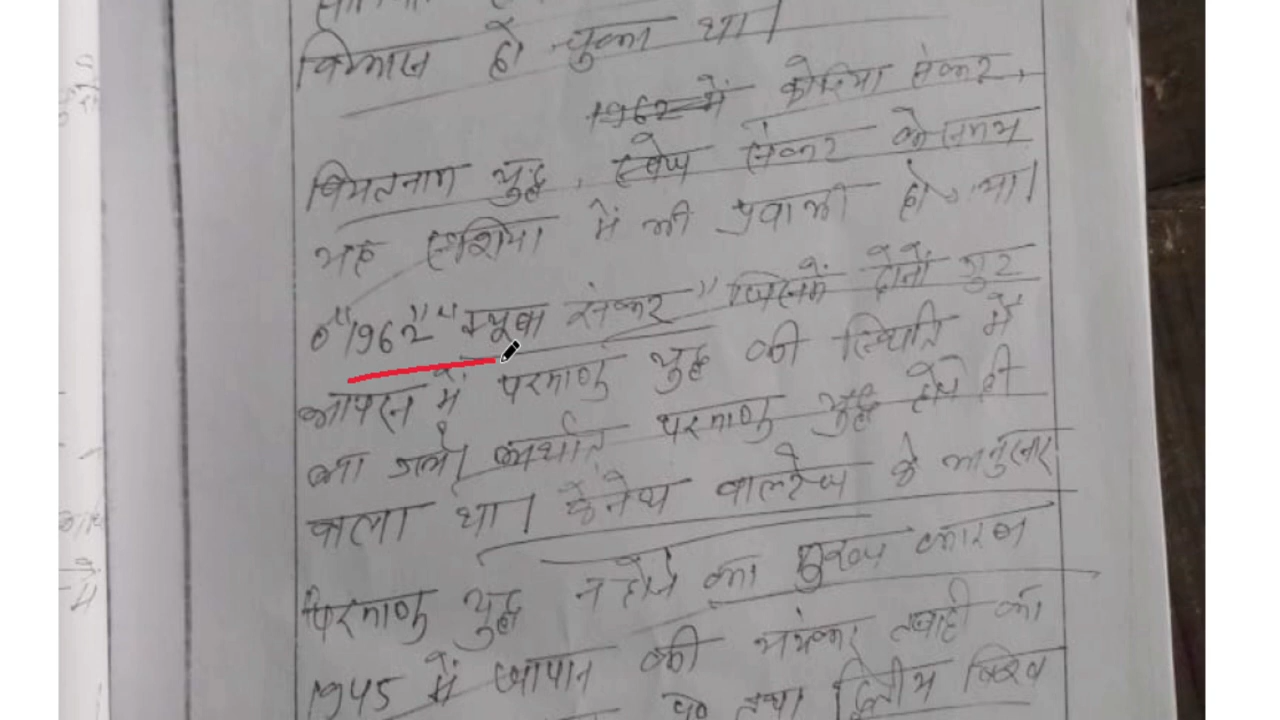 विभाजन हो चुका था।
1962 में कोरिया संकट,
वियतनाम युद्ध, स्वेज संकट के समय
यह एशिया में भी प्रभावी हो गया।
"1962" "क्यूबा संकट" जिसमें दोनों गुट
आपस में परमाणु युद्ध की स्थिति में
आ गये। अर्थात परमाणु युद्ध होने ही
वाला था। कैनेथ वाल्टेज के अनुसार
परमाणु युद्ध न होने का मुख्य कारण
1945 में जापान की भयंकर तबाही का
तथा द्वितीय विश्व